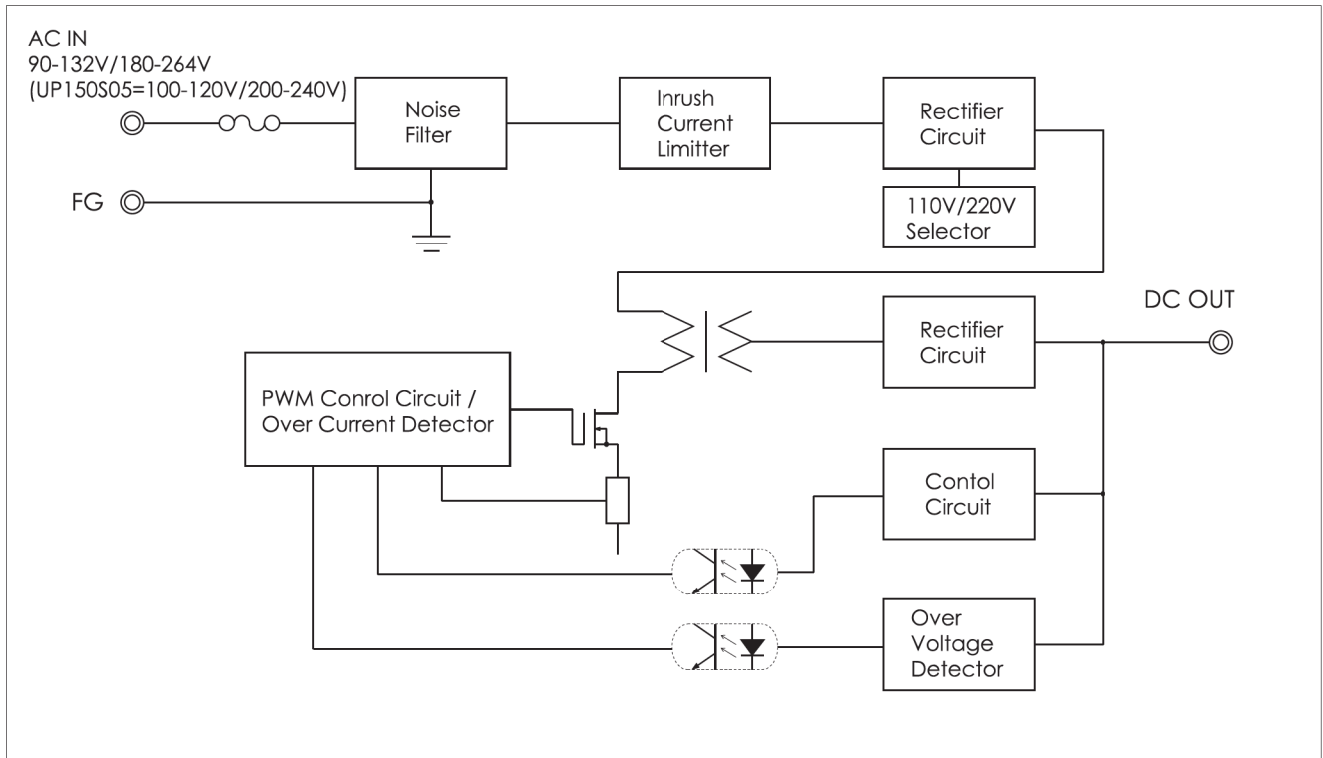 AC IN
90-132V/180-264V
(UP150S05=100-120V/200-240V)
Noise
Filter
Inrush
Current
Limitter
Rectifier
Circuit
FG
110V/220V
Selector
DC OUT
Rectifier
Circuit
PWM Conrol Circuit /
Over Current Detector
Contol
Circuit
Over
Voltage
Detector